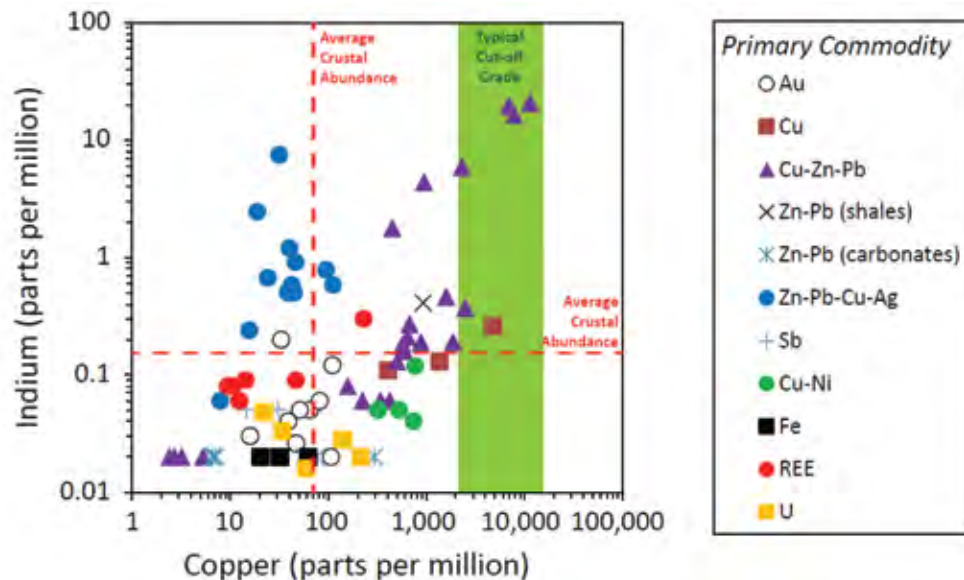 100
10
1
0.1
0.01
Indium (parts per million)
1
10
100
1,000
10,000
100,000
Copper (parts per million)
Average
Crustal
Abundance
Typical
Cut-off
Grade
Average
Crustal
Abundance
Primary Commodity
Au
Cu
Cu-Zn-Pb
Zn-Pb (shales)
Zn-Pb (carbonates)
Zn-Pb-Cu-Ag
Sb
Cu-Ni
Fe
REE
U